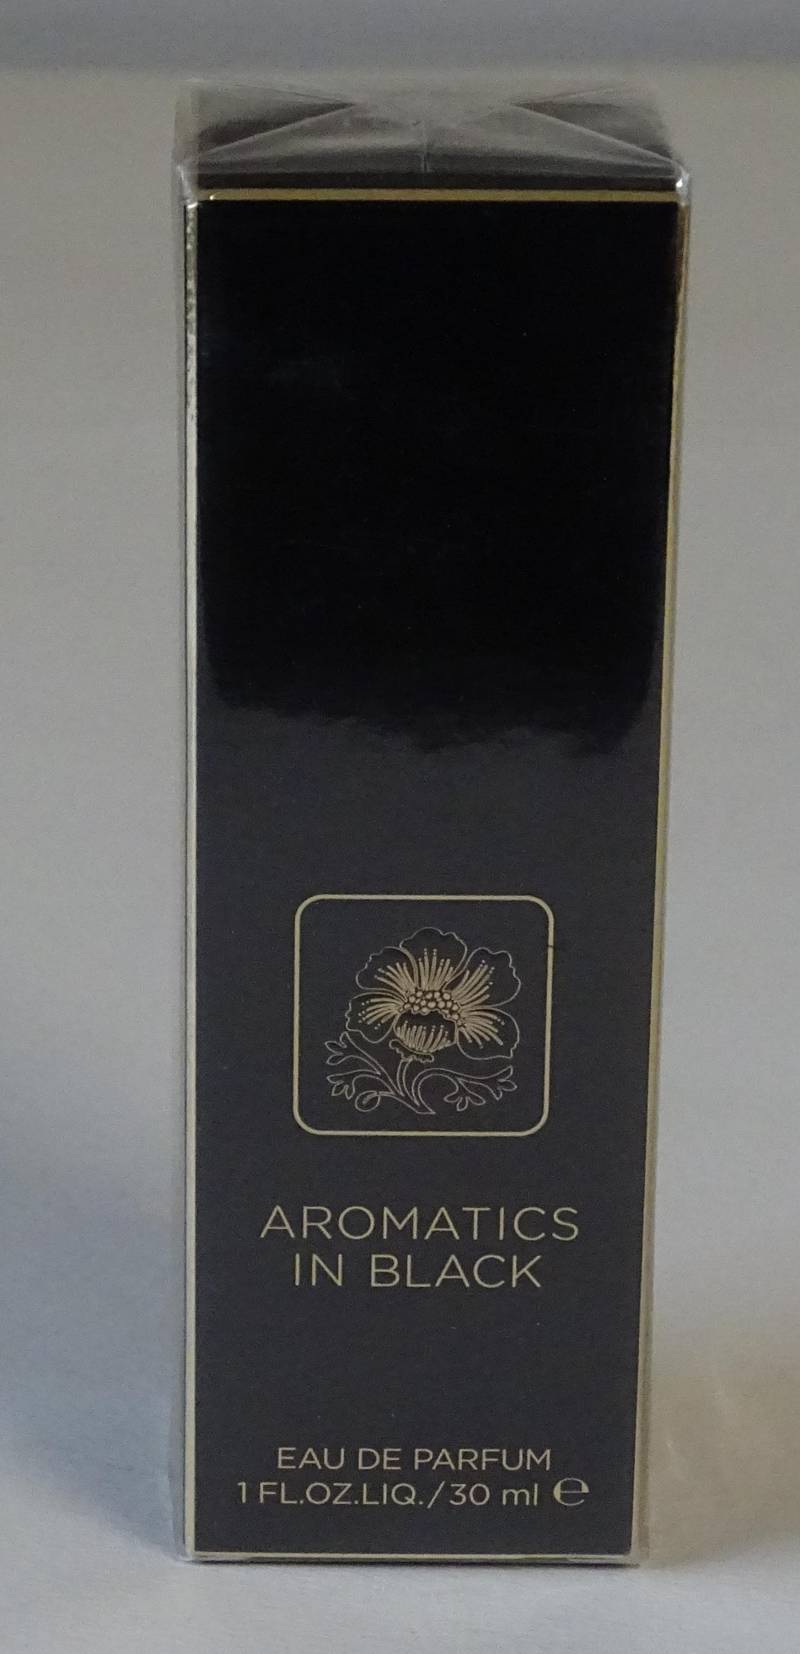 AROMATICS
IN BLACK
EAU DE PARFUM
1 FL.OZ.LIQ./30 ml ℮